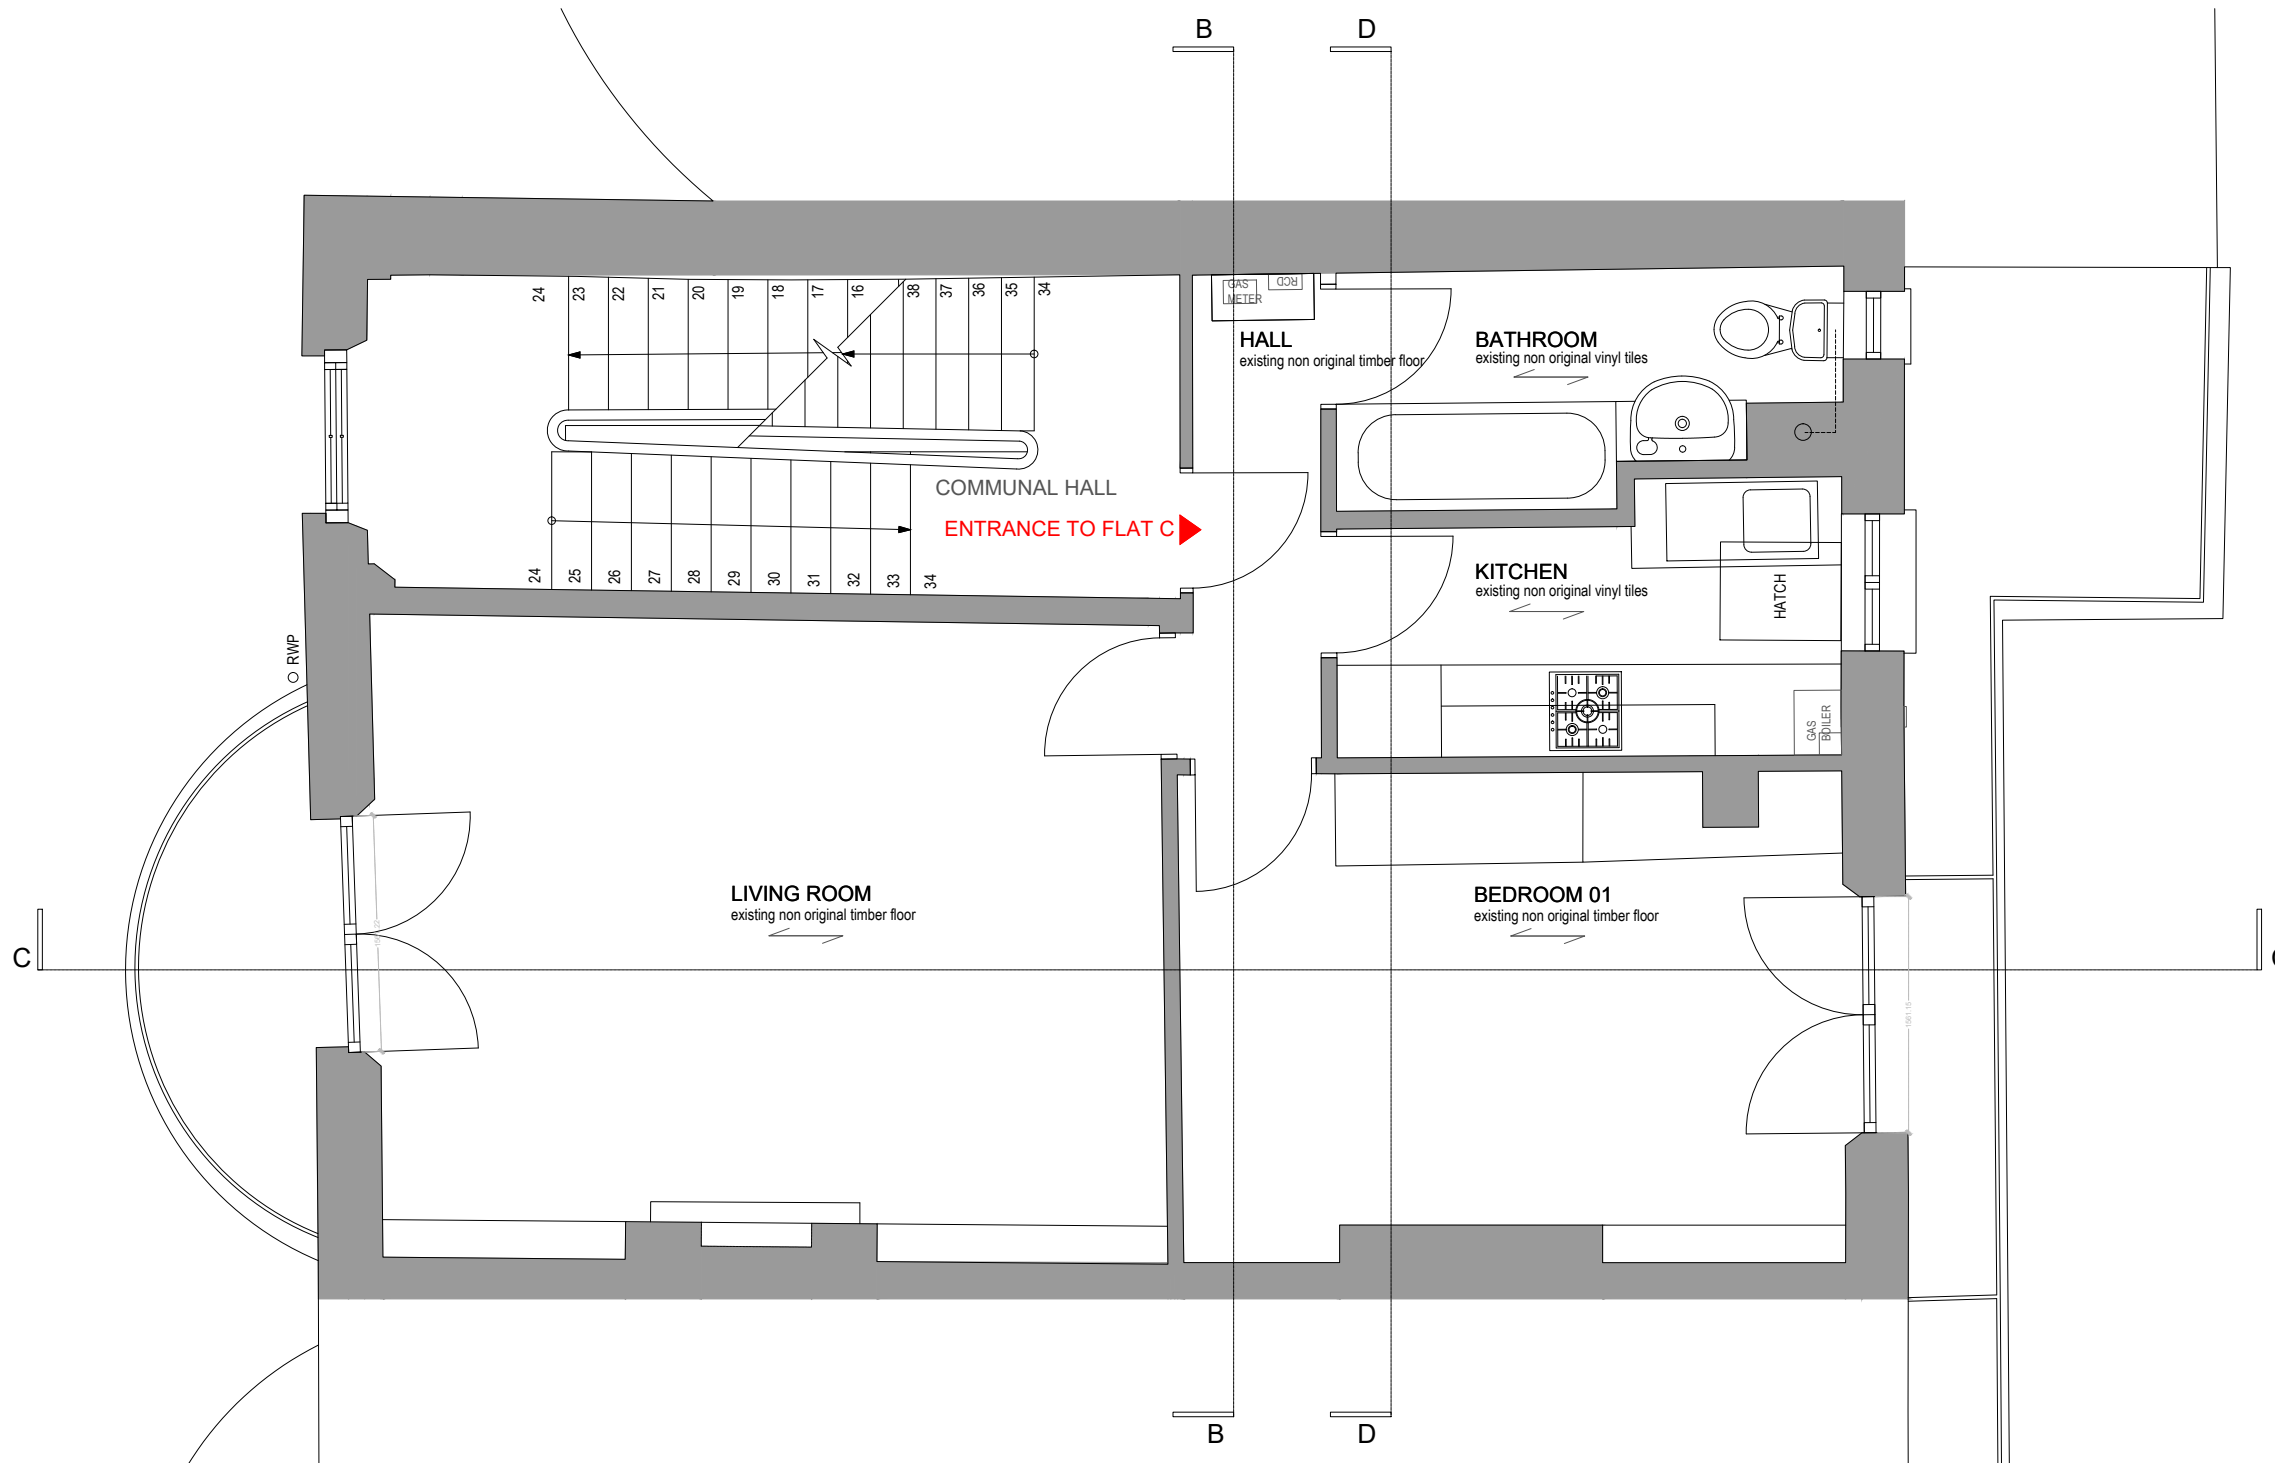 B
D
24
23
22
21
20
19
18
17
16
38
37
36
35
34
GAS
METER
RCD
HALL
existing non original timber floor
BATHROOM
existing non original vinyl tiles
COMMUNAL HALL
ENTRANCE TO FLAT C
24
25
26
27
28
29
30
31
32
33
34
KITCHEN
existing non original vinyl tiles
HATCH
RWP
GAS
BOILER
LIVING ROOM
existing non original timber floor
BEDROOM 01
existing non original timber floor
C
1561.15
B
D